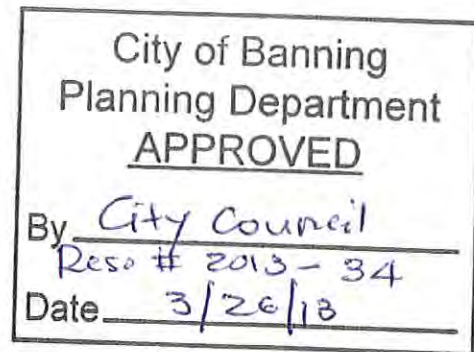 City of Banning
Planning Department
APPROVED
By City Council
Reso # 2013 - 34
Date 3/26/13